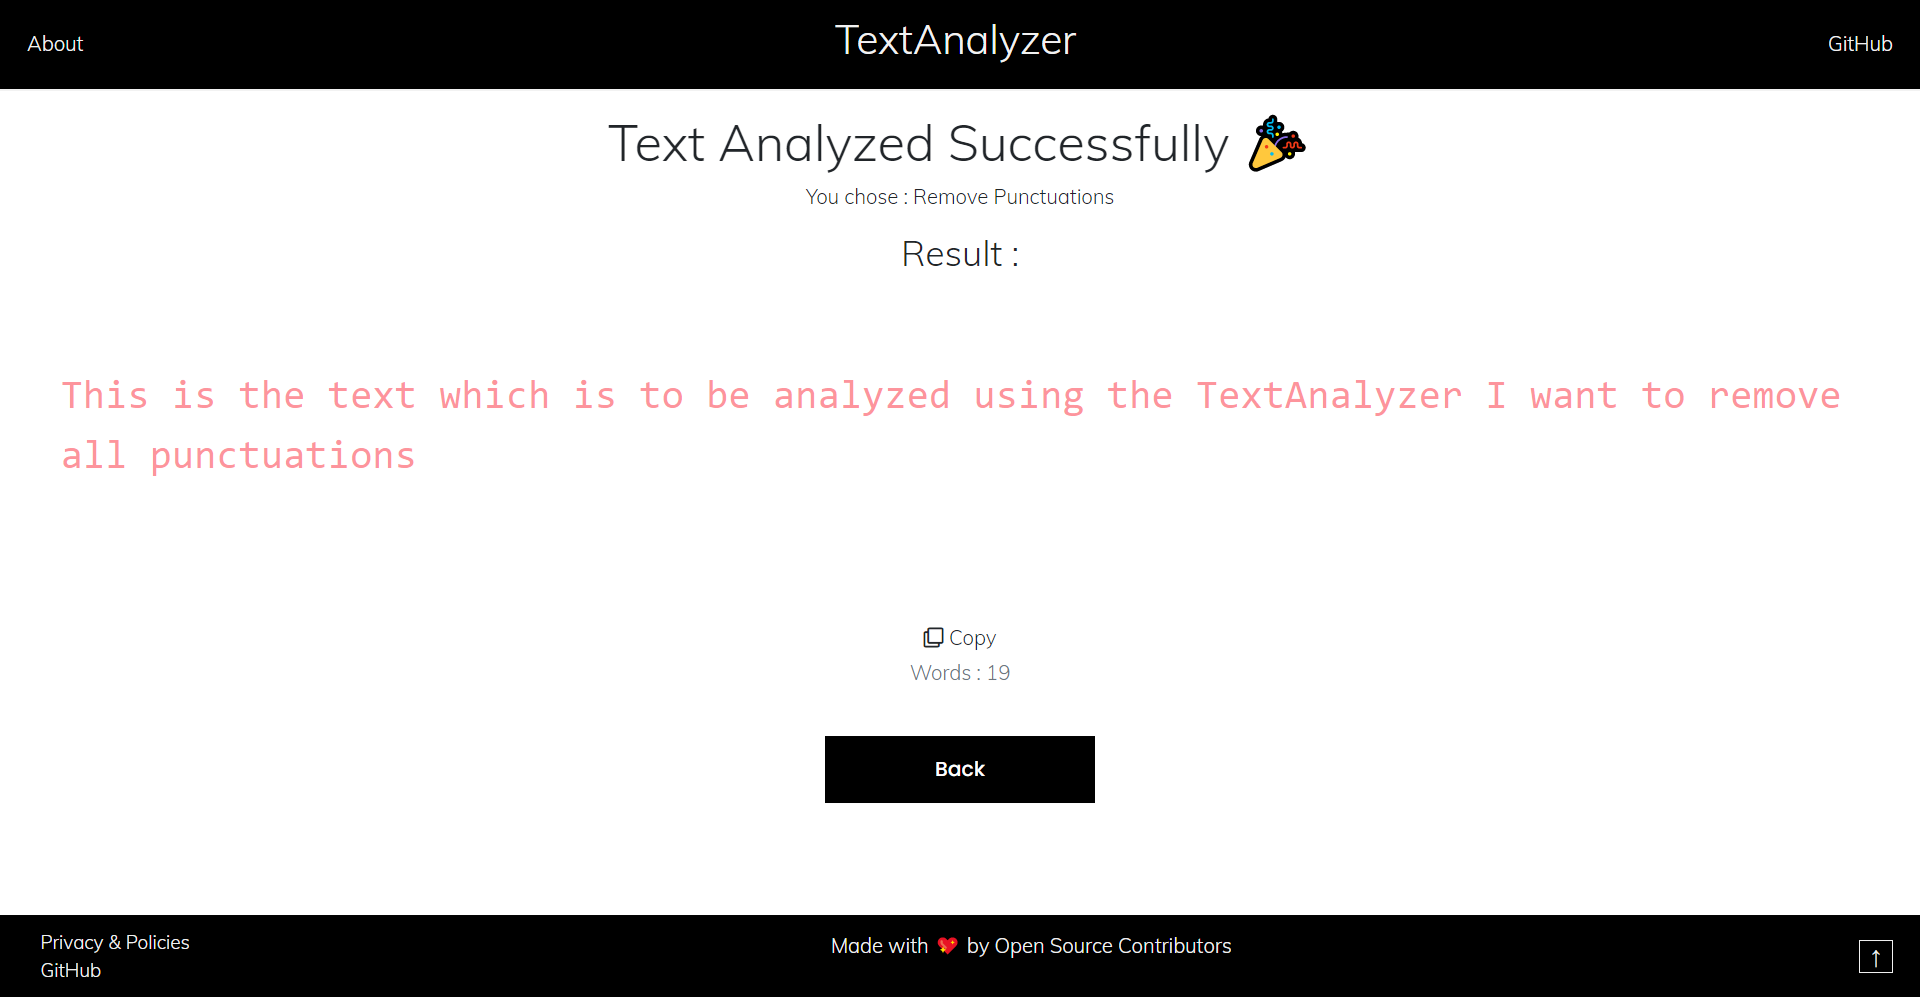 About
TextAnalyzer
GitHub
Text Analyzed Successfully
You chose : Remove Punctuations
Result :
This is the text which is to be analyzed using the TextAnalyzer I want to remove
all punctuations
Copy
Words : 19
Back
Privacy & Policies
GitHub
Made with 💖 by Open Source Contributors
↑